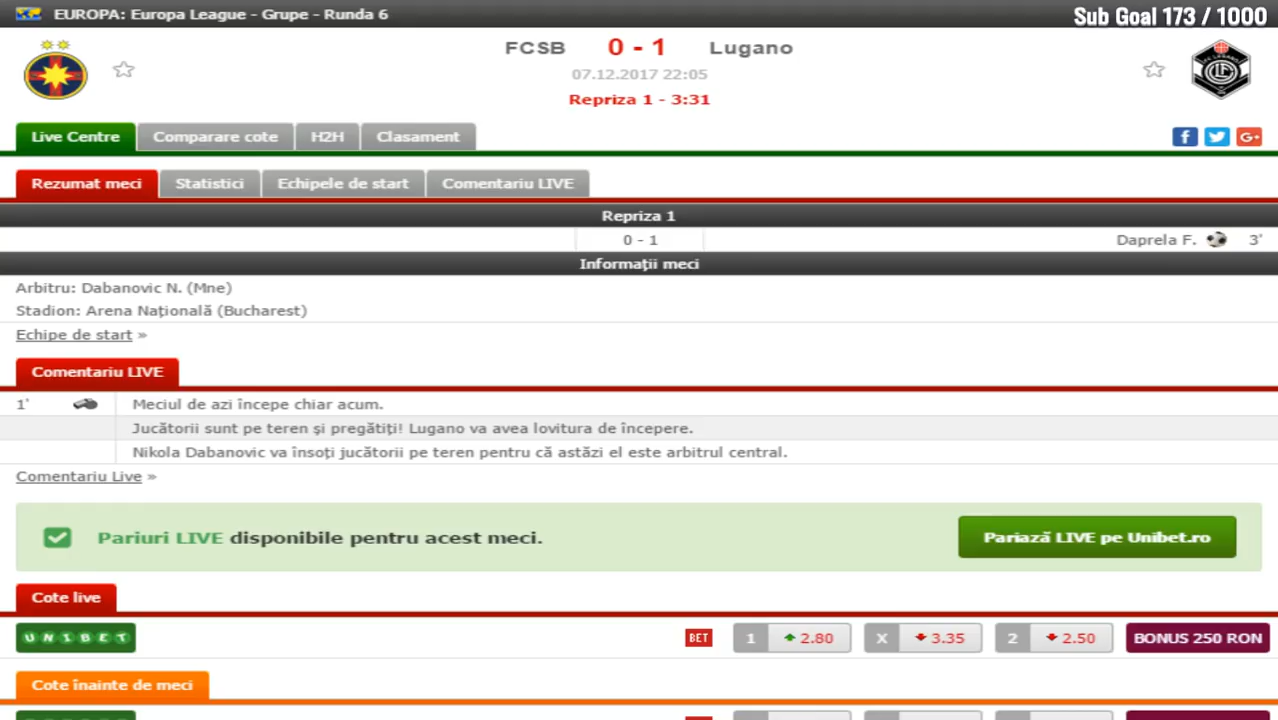 EUROPA: Europa League - Grupe - Runda 6
Sub Goal 173 / 1000
FCSB 0 - 1 Lugano
07.12.2017 22:05
Repriza 1 - 3:31
Live Centre Comparare cote H2H Clasament
Rezumat meci Statistici Echipele de start Comentariu LIVE
Repriza 1
0 - 1 Daprela F. 3'
Informații meci
Arbitru: Dabanovic N. (Mne)
Stadion: Arena Națională (Bucharest)
Echipe de start »
Comentariu LIVE
1' Meciul de azi începe chiar acum.
Jucătorii sunt pe teren și pregătiți! Lugano va avea lovitura de începere.
Nikola Dabanovic va însoți jucătorii pe teren pentru că astăzi el este arbitrul central.
Comentariu Live »
Pariuri LIVE disponibile pentru acest meci.
Pariază LIVE pe Unibet.ro
Cote live
UNIBET BET 1 2.80 X 3.35 2 2.50 BONUS 250 RON
Cote înainte de meci